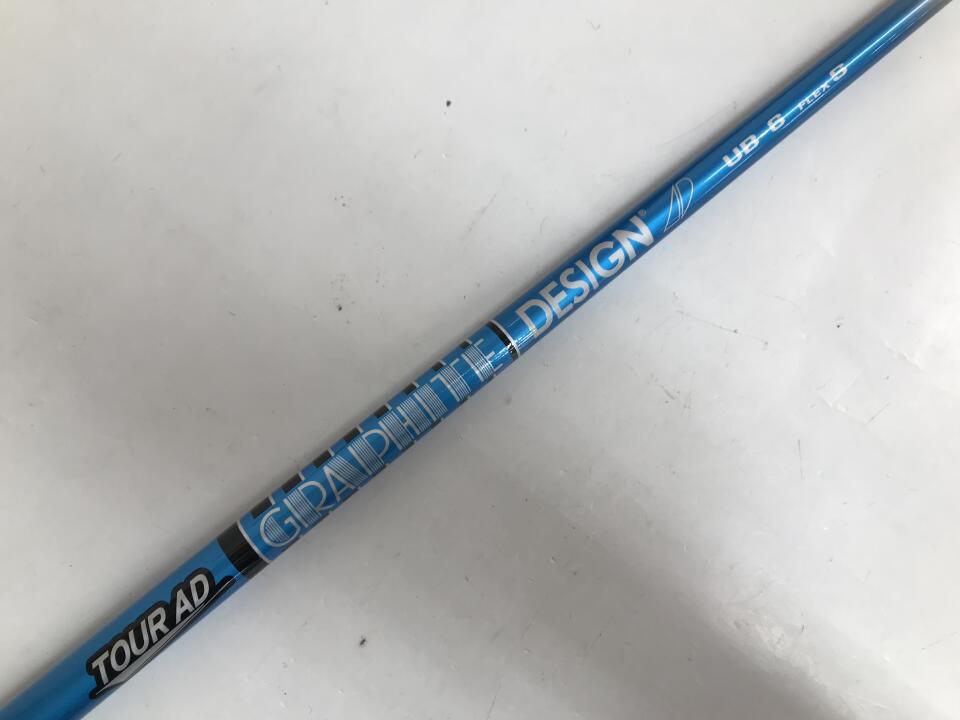 TOUR AD
GRAPHITE DESIGN®
UB 6 FLEX S